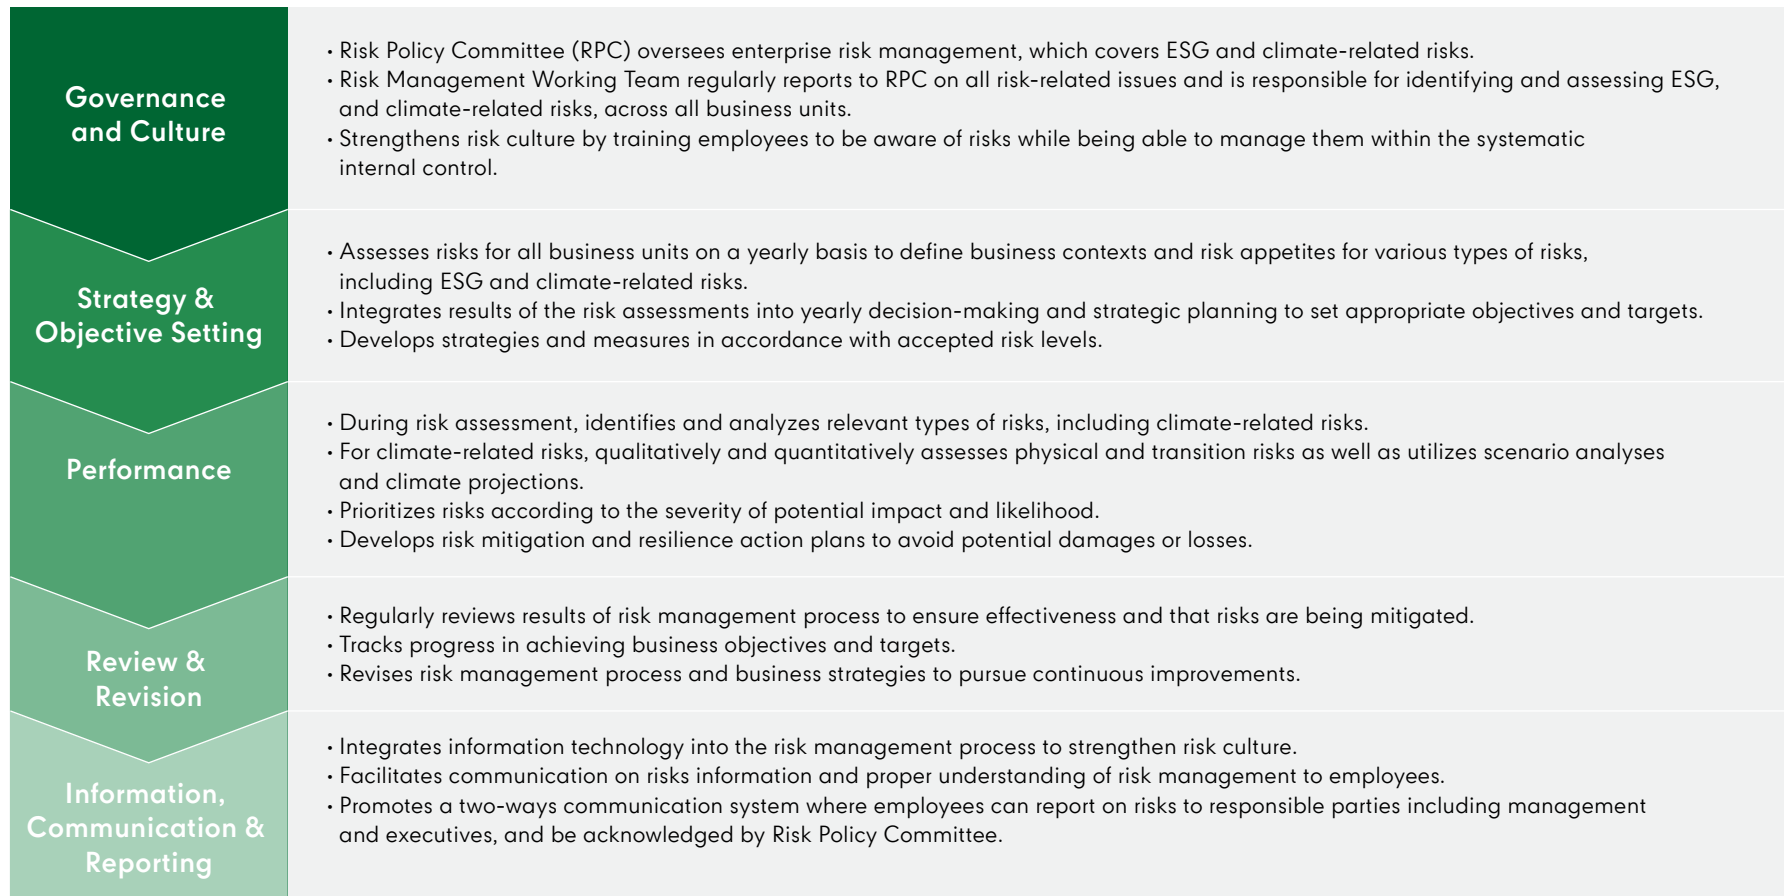 Governance
and Culture
• Risk Policy Committee (RPC) oversees enterprise risk management, which covers ESG and climate-related risks.
• Risk Management Working Team regularly reports to RPC on all risk-related issues and is responsible for identifying and assessing ESG,
and climate-related risks, across all business units.
• Strengthens risk culture by training employees to be aware of risks while being able to manage them within the systematic
internal control.
Strategy &
Objective Setting
• Assesses risks for all business units on a yearly basis to define business contexts and risk appetites for various types of risks,
including ESG and climate-related risks.
• Integrates results of the risk assessments into yearly decision-making and strategic planning to set appropriate objectives and targets.
• Develops strategies and measures in accordance with accepted risk levels.
Performance
• During risk assessment, identifies and analyzes relevant types of risks, including climate-related risks.
• For climate-related risks, qualitatively and quantitatively assesses physical and transition risks as well as utilizes scenario analyses
and climate projections.
• Prioritizes risks according to the severity of potential impact and likelihood.
• Develops risk mitigation and resilience action plans to avoid potential damages or losses.
Review &
Revision
• Regularly reviews results of risk management process to ensure effectiveness and that risks are being mitigated.
• Tracks progress in achieving business objectives and targets.
• Revises risk management process and business strategies to pursue continuous improvements.
Information,
Communication &
Reporting
• Integrates information technology into the risk management process to strengthen risk culture.
• Facilitates communication on risks information and proper understanding of risk management to employees.
• Promotes a two-ways communication system where employees can report on risks to responsible parties including management
and executives, and be acknowledged by Risk Policy Committee.